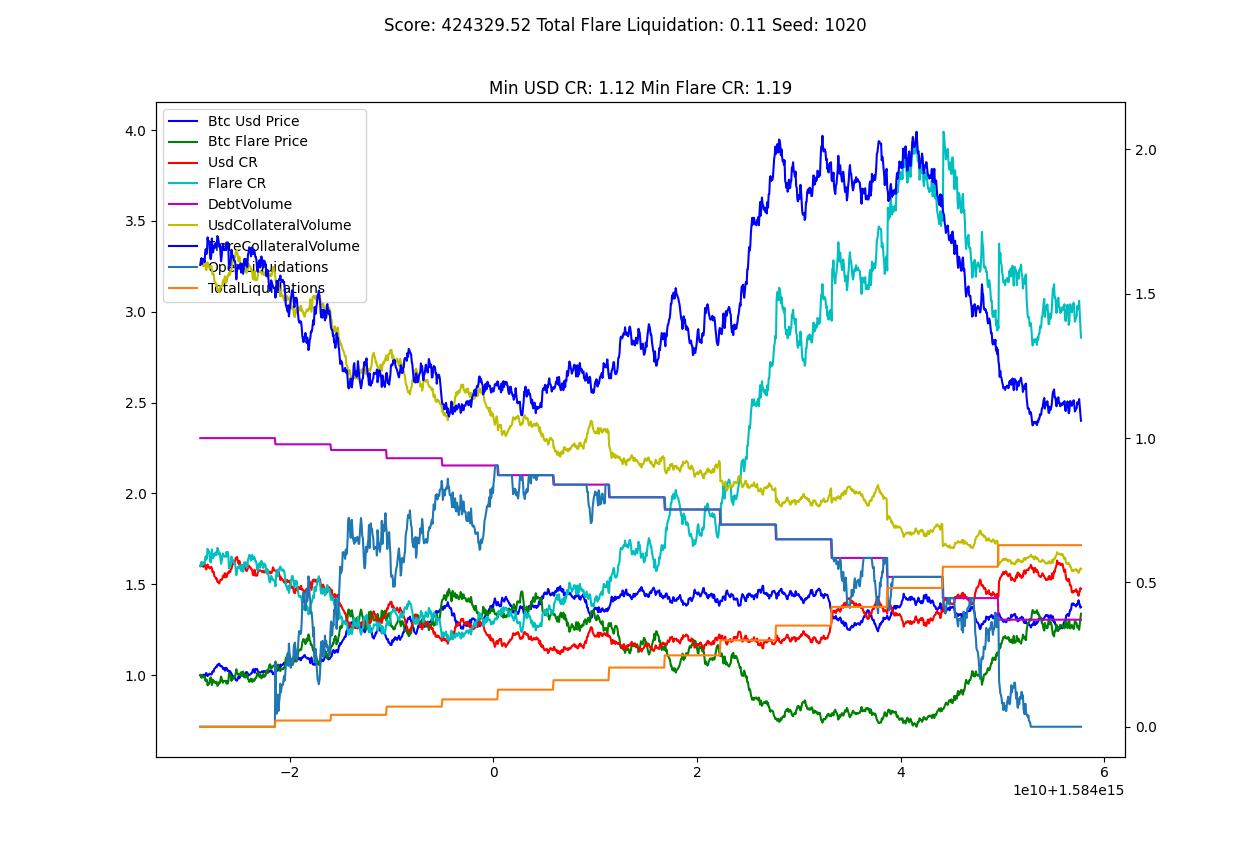 Score: 424329.52 Total Flare Liquidation: 0.11 Seed: 1020
Min USD CR: 1.12 Min Flare CR: 1.19
Btc Usd Price
Btc Flare Price
Usd CR
Flare CR
DebtVolume
UsdCollateralVolume
FlareCollateralVolume
OpenLiquidations
TotalLiquidations
4.0
3.5
3.0
2.5
2.0
1.5
1.0
2.0
1.5
1.0
0.5
0.0
−2
0
2
4
6
1e10+1.584e15